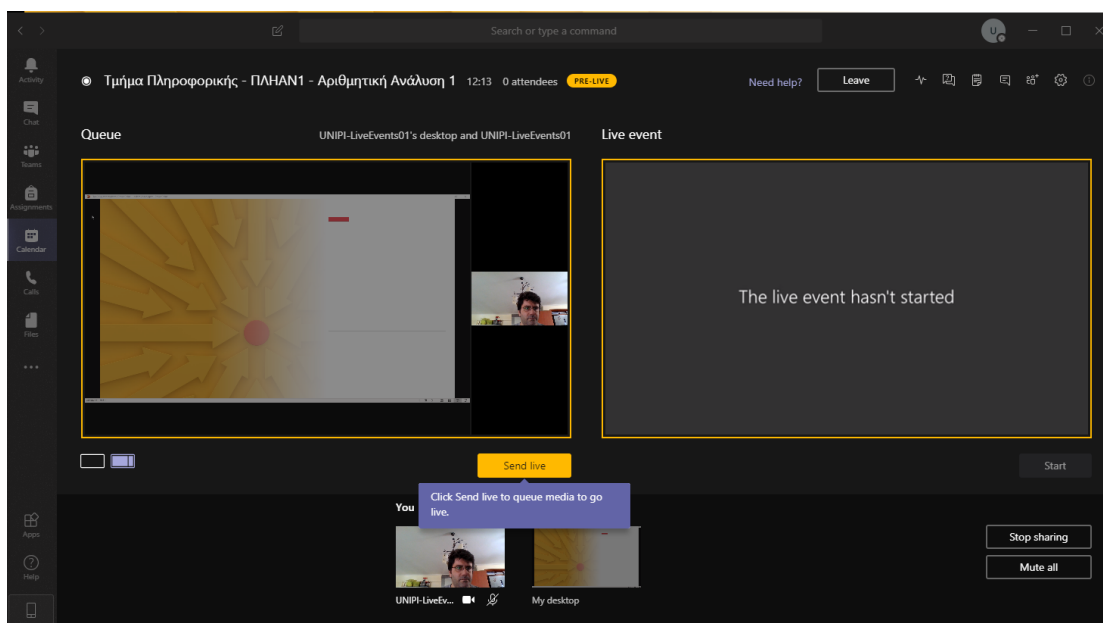 Search or type a command
U
Activity
Chat
Teams
Assignments
Calendar
Calls
Files
Apps
Help
Τμήμα Πληροφορικής - ΠΛΗΑΝ1 - Αριθμητική Ανάλυση 1 12:13 0 attendees PRE-LIVE
Need help? Leave
Queue UNIPI-LiveEvents01's desktop and UNIPI-LiveEvents01
Live event
The live event hasn't started
Send live
Start
Click Send live to queue media to go
live.
You
UNIPI-LiveEv...
My desktop
Stop sharing
Mute all